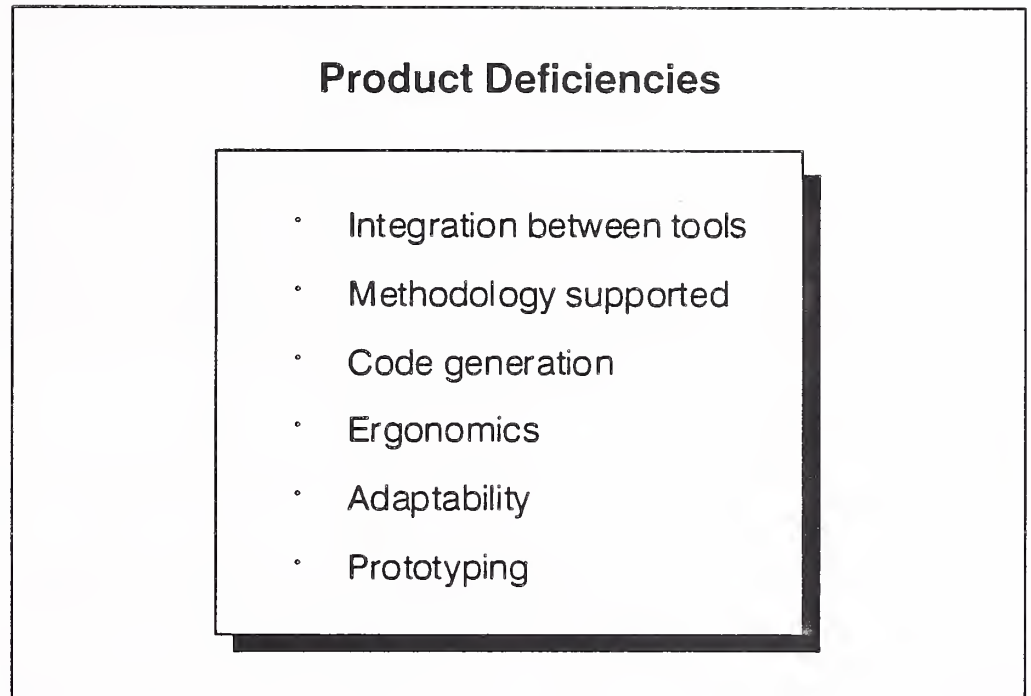 Product Deficiencies
° Integration between tools
° Methodology supported
° Code generation
° Ergonomics
° Adaptability
° Prototyping